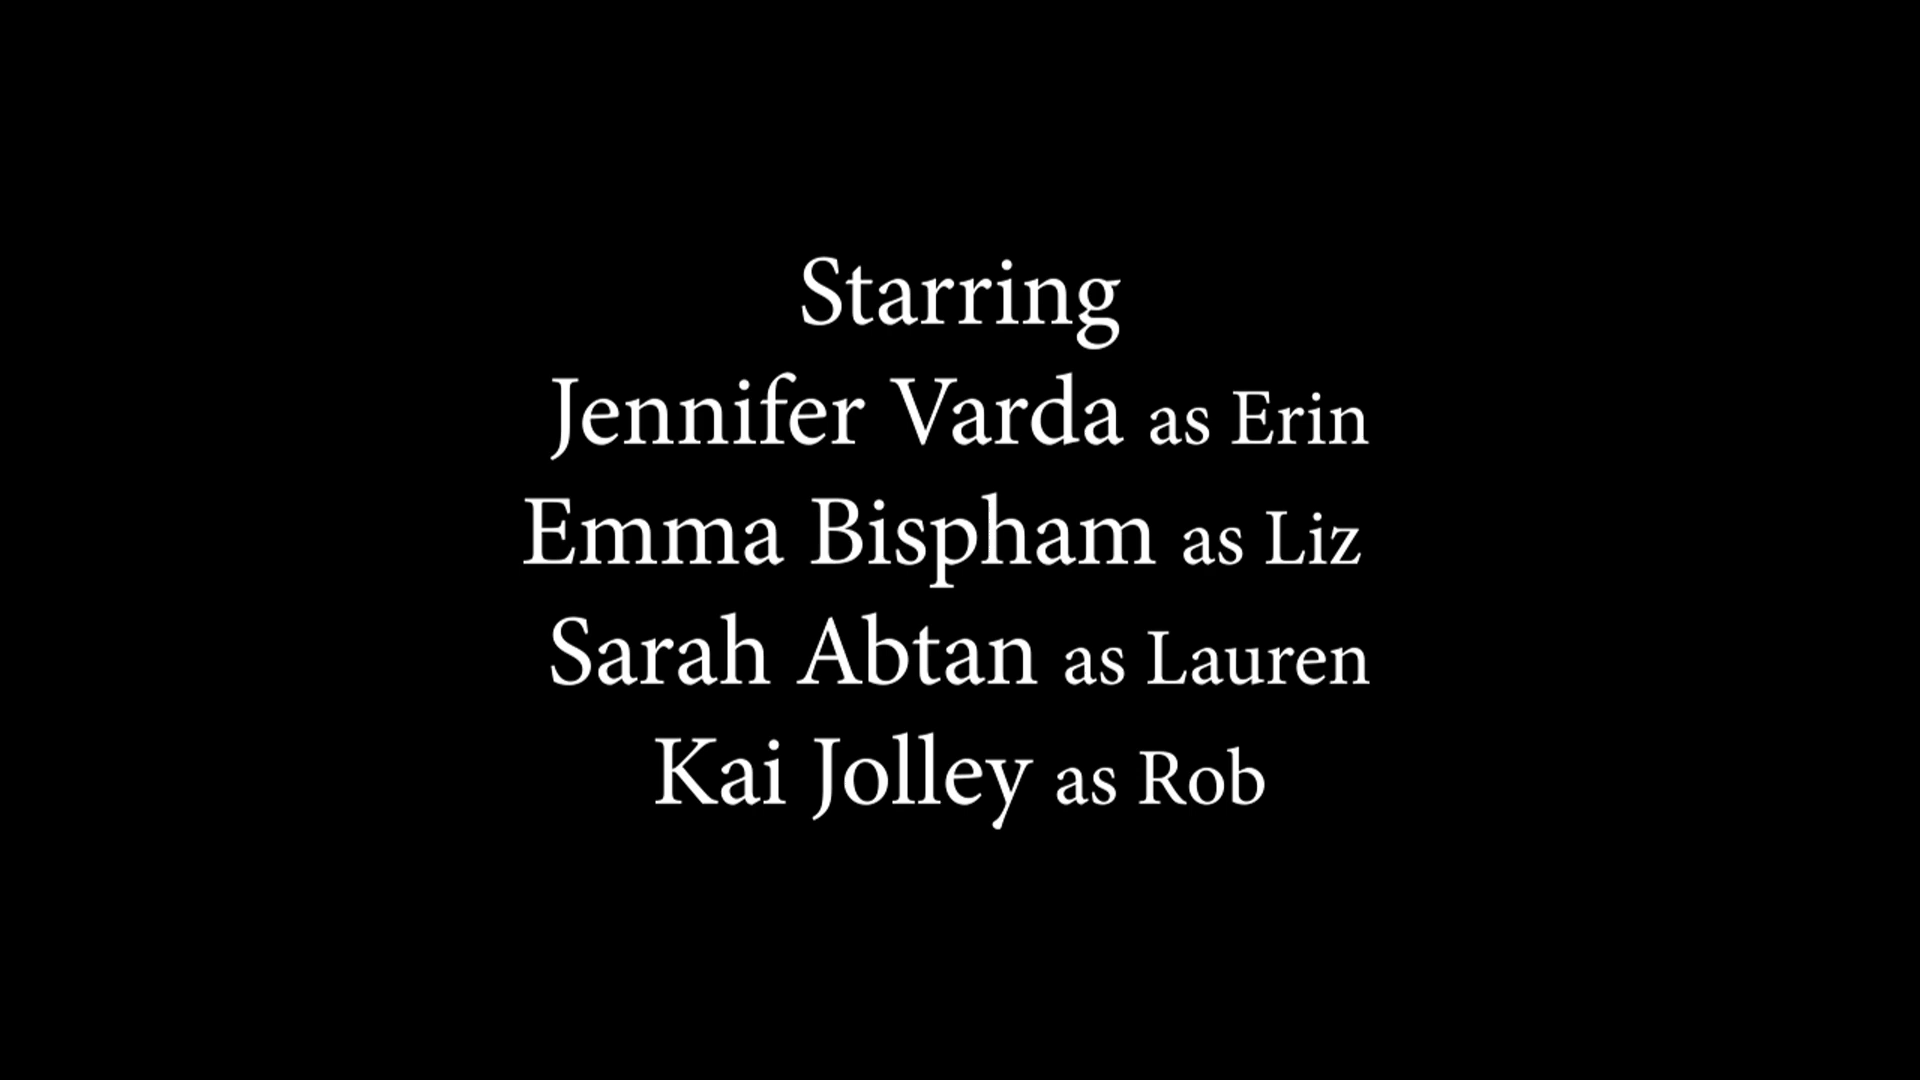 Starring
Jennifer Varda as Erin
Emma Bispham as Liz
Sarah Abtan as Lauren
Kai Jolley as Rob